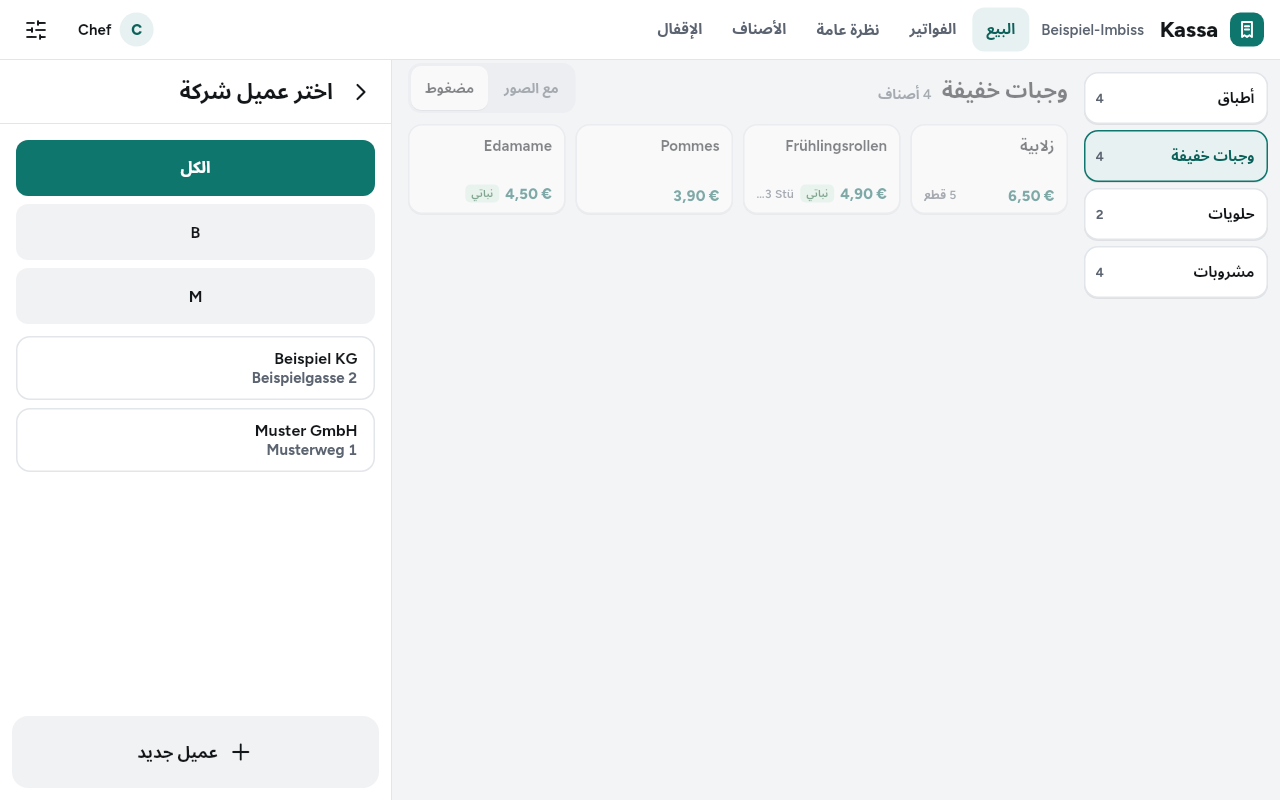 Kassa
Beispiel-Imbiss
البيع
الفواتير
نظرة عامة
الأصناف
الإقفال
C
Chef
أطباق
4
وجبات خفيفة
4
حلويات
2
مشروبات
4
وجبات خفيفة
4 أصناف
مع الصور
مضغوط
زلابية
6,50 €
5 قطع
Frühlingsrollen
4,90 €
نباتي
3 Stü...
Pommes
3,90 €
Edamame
4,50 €
نباتي
اختر عميل شركة
الكل
B
M
Beispiel KG
Beispielgasse 2
Muster GmbH
Musterweg 1
عميل جديد